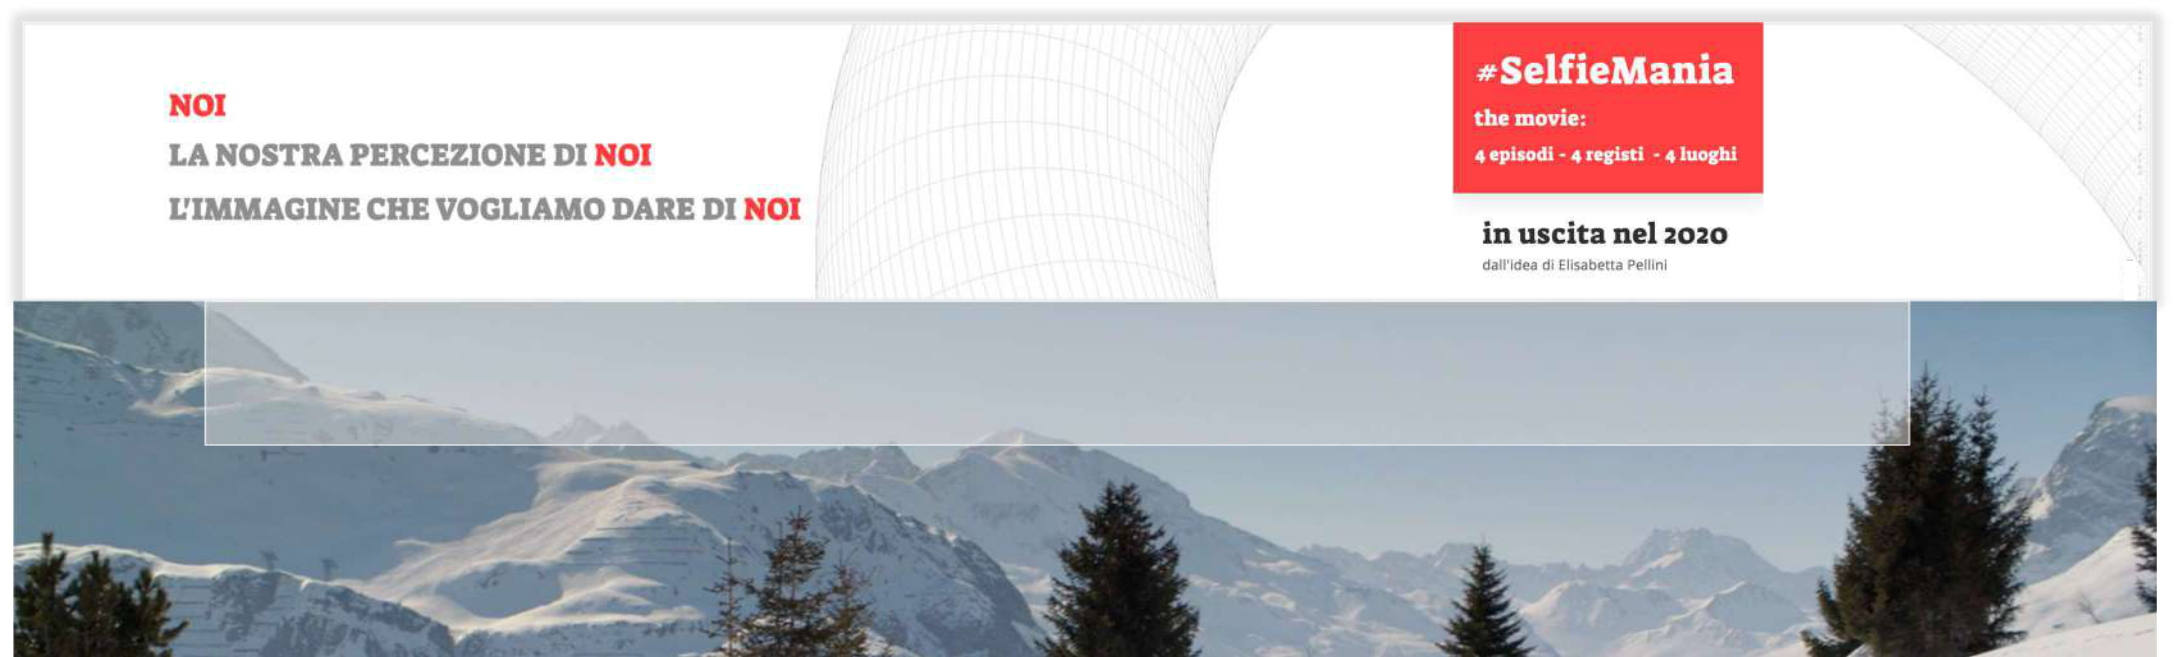 NOI
LA NOSTRA PERCEZIONE DI NOI
L'IMMAGINE CHE VOGLIAMO DARE DI NOI
#SelfieMania
the movie:
4 episodi - 4 registi - 4 luoghi
in uscita nel 2020
dall'idea di Elisabetta Pellini